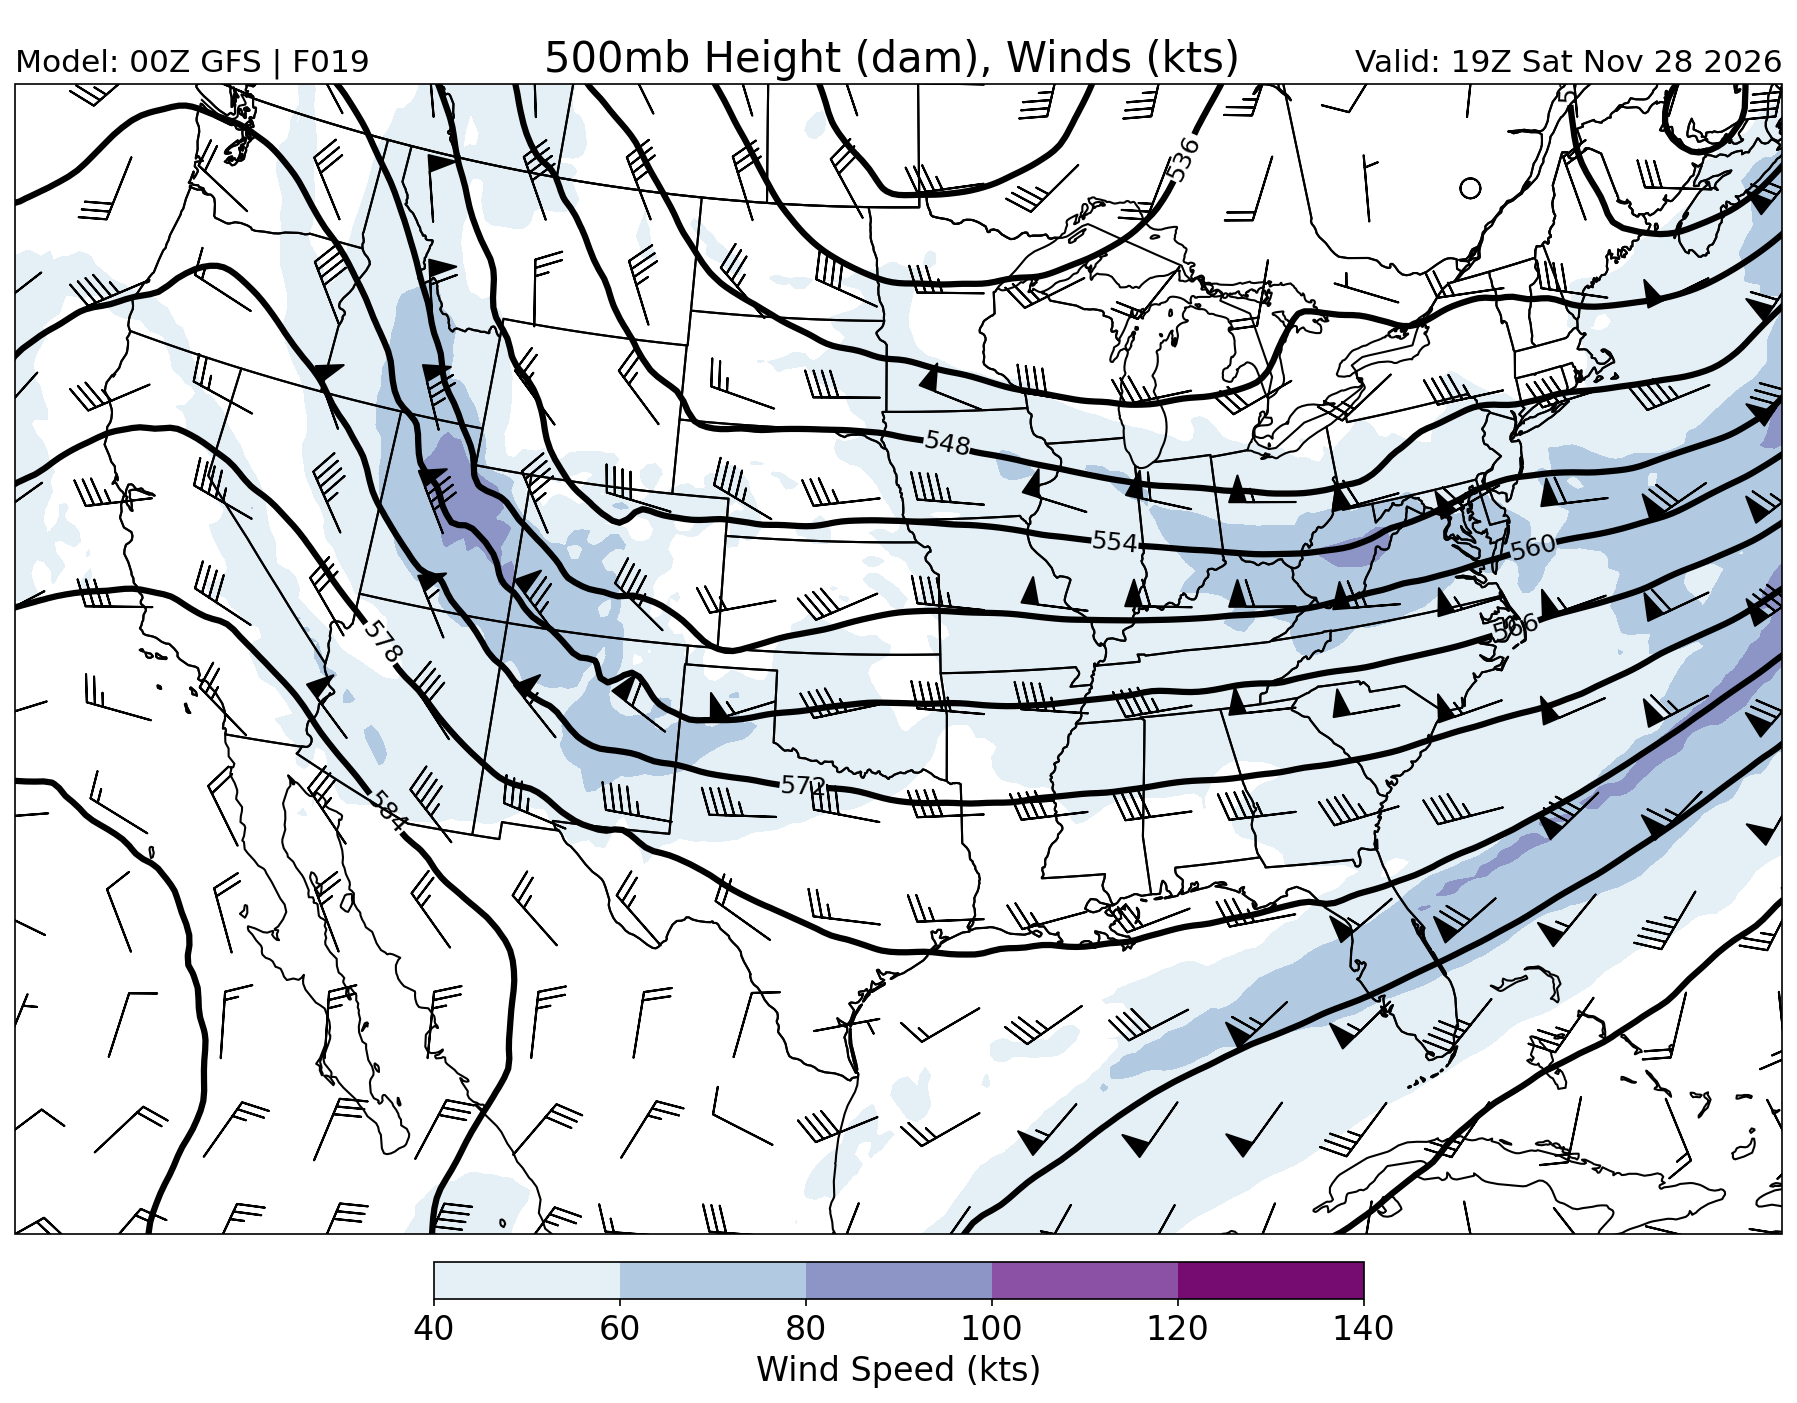 Model: 00Z GFS | F019
500mb Height (dam), Winds (kts)
Valid: 19Z Sat Nov 28 2026
536
548
554
560
566
578
572
584
40 60 80 100 120 140
Wind Speed (kts)